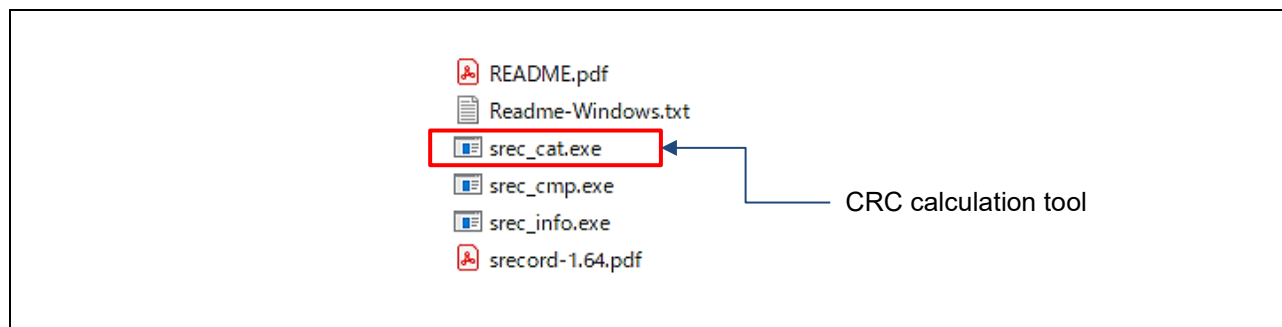 README.pdf
Readme-Windows.txt
srec_cat.exe
srec_cmp.exe
CRC calculation tool
srec_info.exe
srecord-1.64.pdf